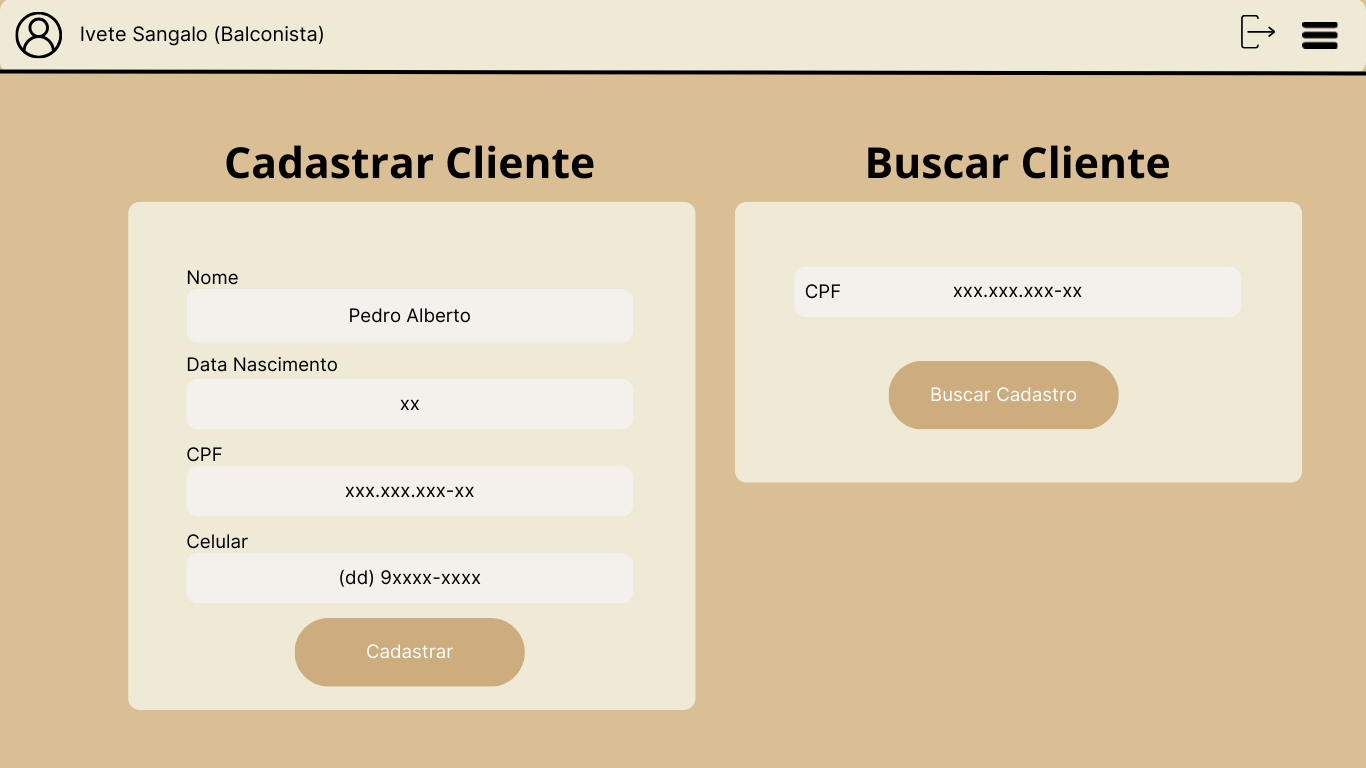 Ivete Sangalo (Balconista)
Cadastrar Cliente
Nome
Pedro Alberto
Data Nascimento
xx
CPF
xxx.xxx.xxx-xx
Celular
(dd) 9xxxx-xxxx
Cadastrar
Buscar Cliente
CPF xxx.xxx.xxx-xx
Buscar Cadastro